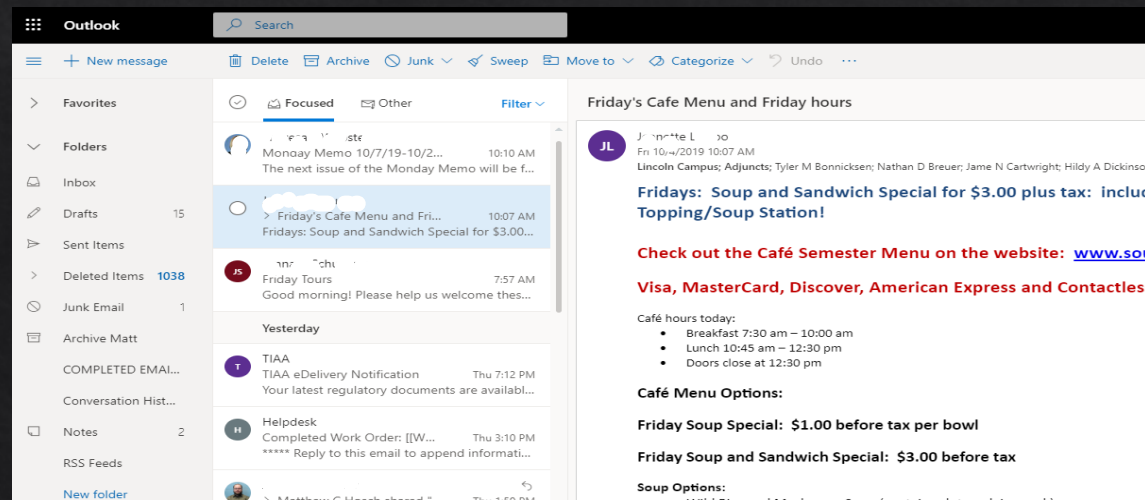 Outlook
Search
New message
Delete Archive Junk Sweep Move to Categorize Undo ...
Favorites
Folders
Inbox
Drafts 15
Sent Items
Deleted Items 1038
Junk Email 1
Archive Matt
COMPLETED EMAI...
Conversation Hist...
Notes 2
RSS Feeds
New folder
Focused Other Filter
Monday Memo 10/7/19-10/2... 10:10 AM
The next issue of the Monday Memo will be f...
> Friday's Cafe Menu and Fri... 10:07 AM
Fridays: Soup and Sandwich Special for $3.00...
JS
Friday Tours 7:57 AM
Good morning! Please help us welcome thes...
Yesterday
T
TIAA
TIAA eDelivery Notification Thu 7:12 PM
Your latest regulatory documents are availabl...
H
Helpdesk
Completed Work Order: [[W... Thu 3:10 PM
***** Reply to this email to append informati...
Friday's Cafe Menu and Friday hours
JL
Fri 10/4/2019 10:07 AM
Lincoln Campus; Adjuncts; Tyler M Bonnicksen; Nathan D Breuer; Jame N Cartwright; Hildy A Dickinso
Fridays: Soup and Sandwich Special for $3.00 plus tax: inclu
Topping/Soup Station!
Check out the Café Semester Menu on the website: www.sou
Visa, MasterCard, Discover, American Express and Contactles
Café hours today:
• Breakfast 7:30 am – 10:00 am
• Lunch 10:45 am – 12:30 pm
• Doors close at 12:30 pm
Café Menu Options:
Friday Soup Special: $1.00 before tax per bowl
Friday Soup and Sandwich Special: $3.00 before tax
Soup Options: